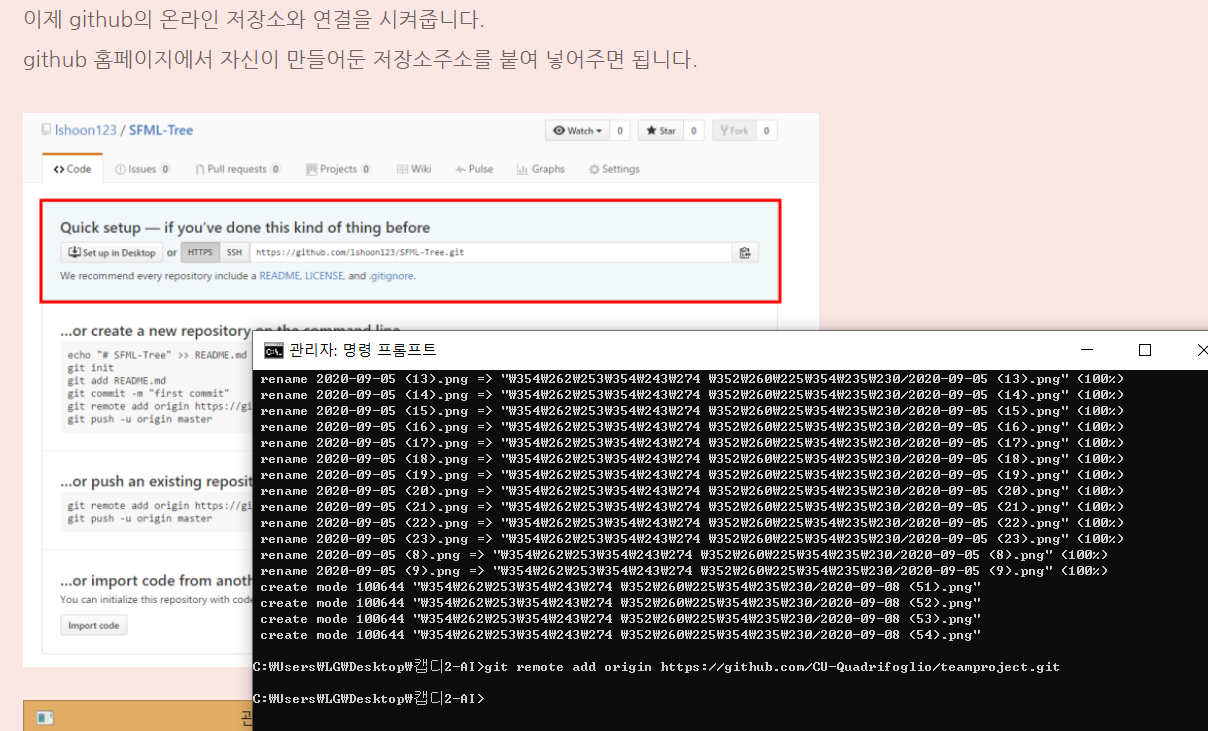 이제 github의 온라인 저장소와 연결을 시켜줍니다.
github 홈페이지에서 자신이 만들어둔 저장소주소를 붙여 넣어주면 됩니다.
lshoon123 / SFML-Tree
Watch 0 Star 0 Fork 0
Code Issues 0 Pull requests 0 Projects 0 Wiki Pulse Graphs Settings
Quick setup — if you've done this kind of thing before
Set up in Desktop or HTTPS SSH https://github.com/lshoon123/SFML-Tree.git
We recommend every repository include a README, LICENSE, and .gitignore.
...or create a new repository on the command line
echo "# SFML-Tree" >> README.md
git init
git add README.md
git commit -m "first commit"
git remote add origin https://gi
git push -u origin master
...or push an existing reposit
git remote add origin https://gi
git push -u origin master
...or import code from anoth
You can initialize this repository with code
Import code
관리자: 명령 프롬프트
rename 2020-09-05 (13).png => "₩354₩262₩253₩354₩243₩274 ₩352₩260₩225₩354₩235₩230/2020-09-05 (13).png" (100%)
rename 2020-09-05 (14).png => "₩354₩262₩253₩354₩243₩274 ₩352₩260₩225₩354₩235₩230/2020-09-05 (14).png" (100%)
rename 2020-09-05 (15).png => "₩354₩262₩253₩354₩243₩274 ₩352₩260₩225₩354₩235₩230/2020-09-05 (15).png" (100%)
rename 2020-09-05 (16).png => "₩354₩262₩253₩354₩243₩274 ₩352₩260₩225₩354₩235₩230/2020-09-05 (16).png" (100%)
rename 2020-09-05 (17).png => "₩354₩262₩253₩354₩243₩274 ₩352₩260₩225₩354₩235₩230/2020-09-05 (17).png" (100%)
rename 2020-09-05 (18).png => "₩354₩262₩253₩354₩243₩274 ₩352₩260₩225₩354₩235₩230/2020-09-05 (18).png" (100%)
rename 2020-09-05 (19).png => "₩354₩262₩253₩354₩243₩274 ₩352₩260₩225₩354₩235₩230/2020-09-05 (19).png" (100%)
rename 2020-09-05 (20).png => "₩354₩262₩253₩354₩243₩274 ₩352₩260₩225₩354₩235₩230/2020-09-05 (20).png" (100%)
rename 2020-09-05 (21).png => "₩354₩262₩253₩354₩243₩274 ₩352₩260₩225₩354₩235₩230/2020-09-05 (21).png" (100%)
rename 2020-09-05 (22).png => "₩354₩262₩253₩354₩243₩274 ₩352₩260₩225₩354₩235₩230/2020-09-05 (22).png" (100%)
rename 2020-09-05 (23).png => "₩354₩262₩253₩354₩243₩274 ₩352₩260₩225₩354₩235₩230/2020-09-05 (23).png" (100%)
rename 2020-09-05 (8).png => "₩354₩262₩253₩354₩243₩274 ₩352₩260₩225₩354₩235₩230/2020-09-05 (8).png" (100%)
rename 2020-09-05 (9).png => "₩354₩262₩253₩354₩243₩274 ₩352₩260₩225₩354₩235₩230/2020-09-05 (9).png" (100%)
create mode 100644 "₩354₩262₩253₩354₩243₩274 ₩352₩260₩225₩354₩235₩230/2020-09-08 (51).png"
create mode 100644 "₩354₩262₩253₩354₩243₩274 ₩352₩260₩225₩354₩235₩230/2020-09-08 (52).png"
create mode 100644 "₩354₩262₩253₩354₩243₩274 ₩352₩260₩225₩354₩235₩230/2020-09-08 (53).png"
create mode 100644 "₩354₩262₩253₩354₩243₩274 ₩352₩260₩225₩354₩235₩230/2020-09-08 (54).png"
C:₩Users₩LG₩Desktop₩캡디2-AI>git remote add origin https://github.com/CU-Quadrifoglio/teamproject.git
C:₩Users₩LG₩Desktop₩캡디2-AI>